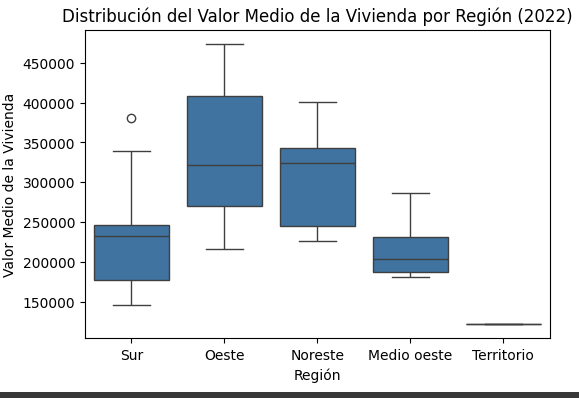 Distribución del Valor Medio de la Vivienda por Región (2022)
Valor Medio de la Vivienda
450000
400000
350000
300000
250000
200000
150000
Sur
Oeste
Noreste
Medio oeste
Territorio
Región